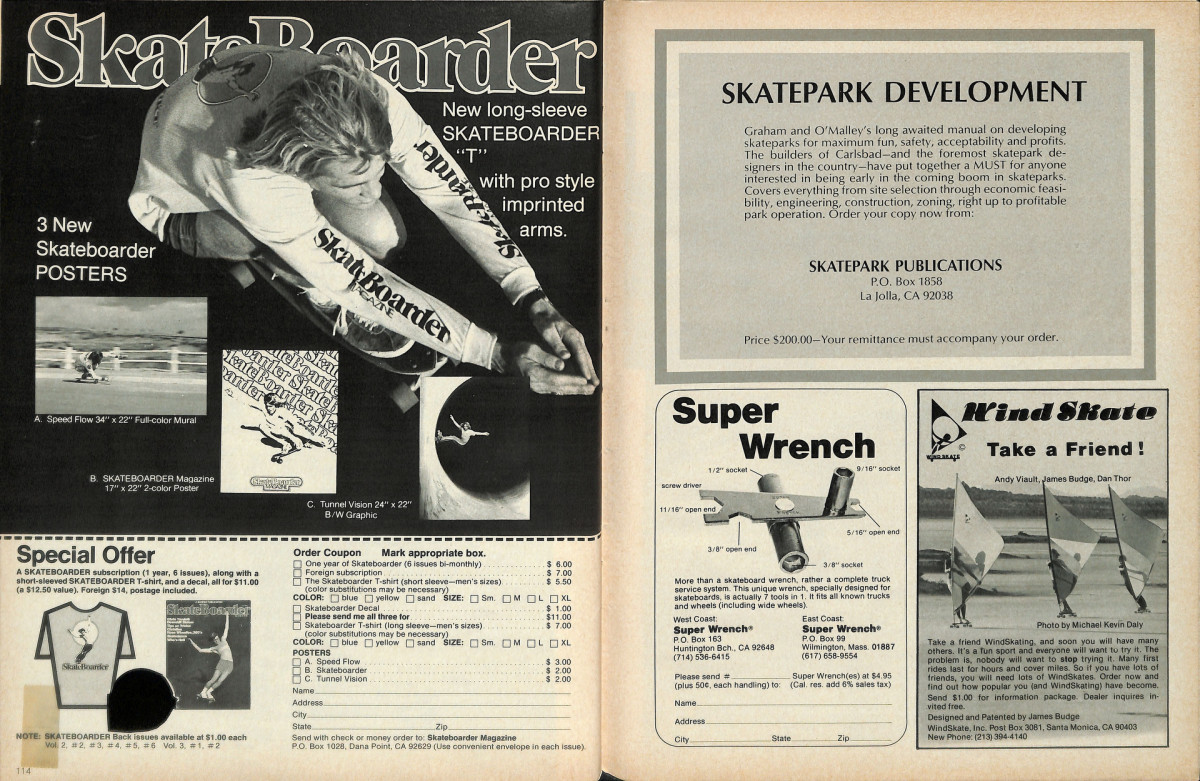 SkateBoarder
New long-sleeve
SKATEBOARDER
"T"
with pro style
imprinted
arms.
3 New
Skateboarder
POSTERS
SkateBoarder
SkateBoarder
MAGAZINE
A. Speed Flow 34" x 22" Full-color Mural
B. SKATEBOARDER Magazine
17" x 22" 2-color Poster
C. Tunnel Vision 24" x 22"
B/W Graphic
Special Offer
A SKATEBOARDER subscription (1 year, 6 issues), along with a
short-sleeved SKATEBOARDER T-shirt, and a decal, all for $11.00
(a $12.50 value). Foreign $14, postage included.
SkateBoarder
SkateBoarder
NOTE: SKATEBOARDER Back issues available at $1.00 each
Vol. 2, #2, #3, #4, #5, #6 Vol. 3, #1, #2
114
Order Coupon Mark appropriate box.
One year of Skateboarder (6 issues bi-monthly) $ 6.00
Foreign subscription $ 7.00
The Skateboarder T-shirt (short sleeve—men's sizes) $ 5.50
(color substitutions may be necessary)
COLOR: blue yellow sand SIZE: Sm. M L XL
Skateboarder Decal $ 1.00
Please send me all three for $11.00
Skateboarder T-shirt (long sleeves—men's sizes) $ 7.00
(color substitutions may be necessary)
COLOR: blue yellow sand SIZE: Sm. M L XL
POSTERS
A. Speed Flow $ 3.00
B. Skateboarder $ 2.00
C. Tunnel Vision $ 2.00
Name
Address
City
State Zip
Send with check or money order to: Skateboarder Magazine
P.O. Box 1028, Dana Point, CA 92629 (Use convenient envelope in each issue).
SKATEPARK DEVELOPMENT
Graham and O'Malley's long awaited manual on developing
skateparks for maximum fun, safety, acceptability and profits.
The builders of Carlsbad—and the foremost skatepark de-
signers in the country—have put together a MUST for anyone
interested in being early in the coming boom in skateparks.
Covers everything from site selection through economic feasi-
bility, engineering, construction, zoning, right up to profitable
park operation. Order your copy now from:
SKATEPARK PUBLICATIONS
P.O. Box 1858
La Jolla, CA 92038
Price $200.00—Your remittance must accompany your order.
Super
Wrench
1/2" socket
9/16" socket
screw driver
11/16" open end
5/16" open end
3/8" open end
3/8" socket
More than a skateboard wrench, rather a complete truck
service system. This unique wrench, specially designed for
skateboards, is actually 7 tools in 1. It fits all known trucks
and wheels (including wide wheels).
West Coast:
Super Wrench®
P.O. Box 163
Huntington Bch., CA 92648
(714) 536-6415
East Coast:
Super Wrench®
P.O. Box 99
Wilmington, Mass. 01887
(617) 658-9554
Please send # Super Wrench(es) at $4.95
(plus 50¢, each handling) to: (Cal. res. add 6% sales tax)
Name
Address
City State Zip
WIND SKATE
©
Wind Skate
Take a Friend!
Andy Viault, James Budge, Dan Thor
Photo by Michael Kevin Daly
Take a friend WindSkating, and soon you will have many
others. It's a fun sport and everyone will want to try it. The
problem is, nobody will want to stop trying it. Many first
rides last for hours and cover miles. So if you have lots of
friends, you will need lots of WindSkates. Order now and
find out how popular you (and WindSkating) have become.
Send $1.00 for information package. Dealer inquires in-
vited free.
Designed and Patented by James Budge
WindSkate, Inc. Post Box 3081, Santa Monica, CA 90403
New Phone: (213) 394-4140